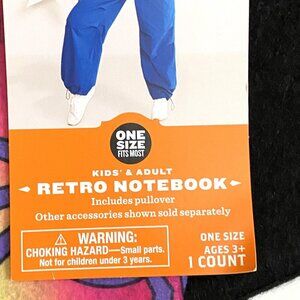 ONE
SIZE
FITS MOST
KIDS' & ADULT
RETRO NOTEBOOK
Includes pullover
Other accessories shown sold separately
⚠ WARNING:
CHOKING HAZARD—Small parts.
Not for children under 3 years.
ONE SIZE
AGES 3+
1 COUNT